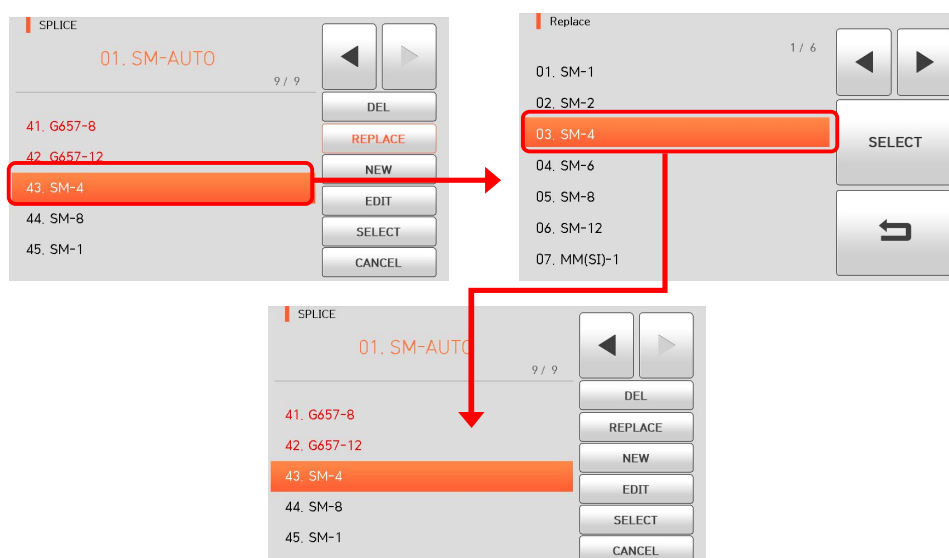 SPLICE
01. SM-AUTO
9 / 9
41. G657-8
42. G657-12
43. SM-4
44. SM-8
45. SM-1
DEL
REPLACE
NEW
EDIT
SELECT
CANCEL
Replace
1 / 6
01. SM-1
02. SM-2
03. SM-4
04. SM-6
05. SM-8
06. SM-12
07. MM(SI)-1
SELECT
SPLICE
01. SM-AUTO
9 / 9
41. G657-8
42. G657-12
43. SM-4
44. SM-8
45. SM-1
DEL
REPLACE
NEW
EDIT
SELECT
CANCEL